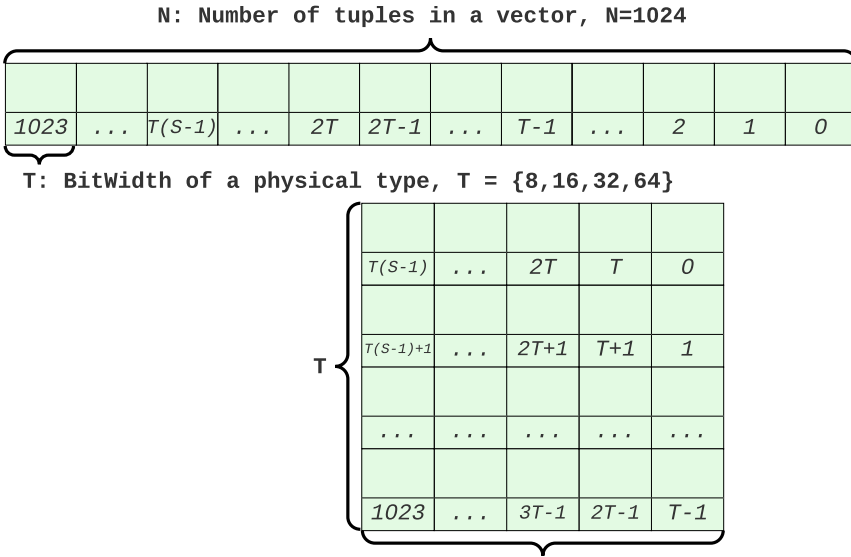 N: Number of tuples in a vector, N=1024
1023 ... T(S-1) ... 2T 2T-1 ... T-1 ... 2 1 0
T: BitWidth of a physical type, T = {8,16,32,64}
T(S-1) ... 2T T 0
T(S-1)+1 ... 2T+1 T+1 1
T
... ... ... ... ...
1023 ... 3T-1 2T-1 T-1